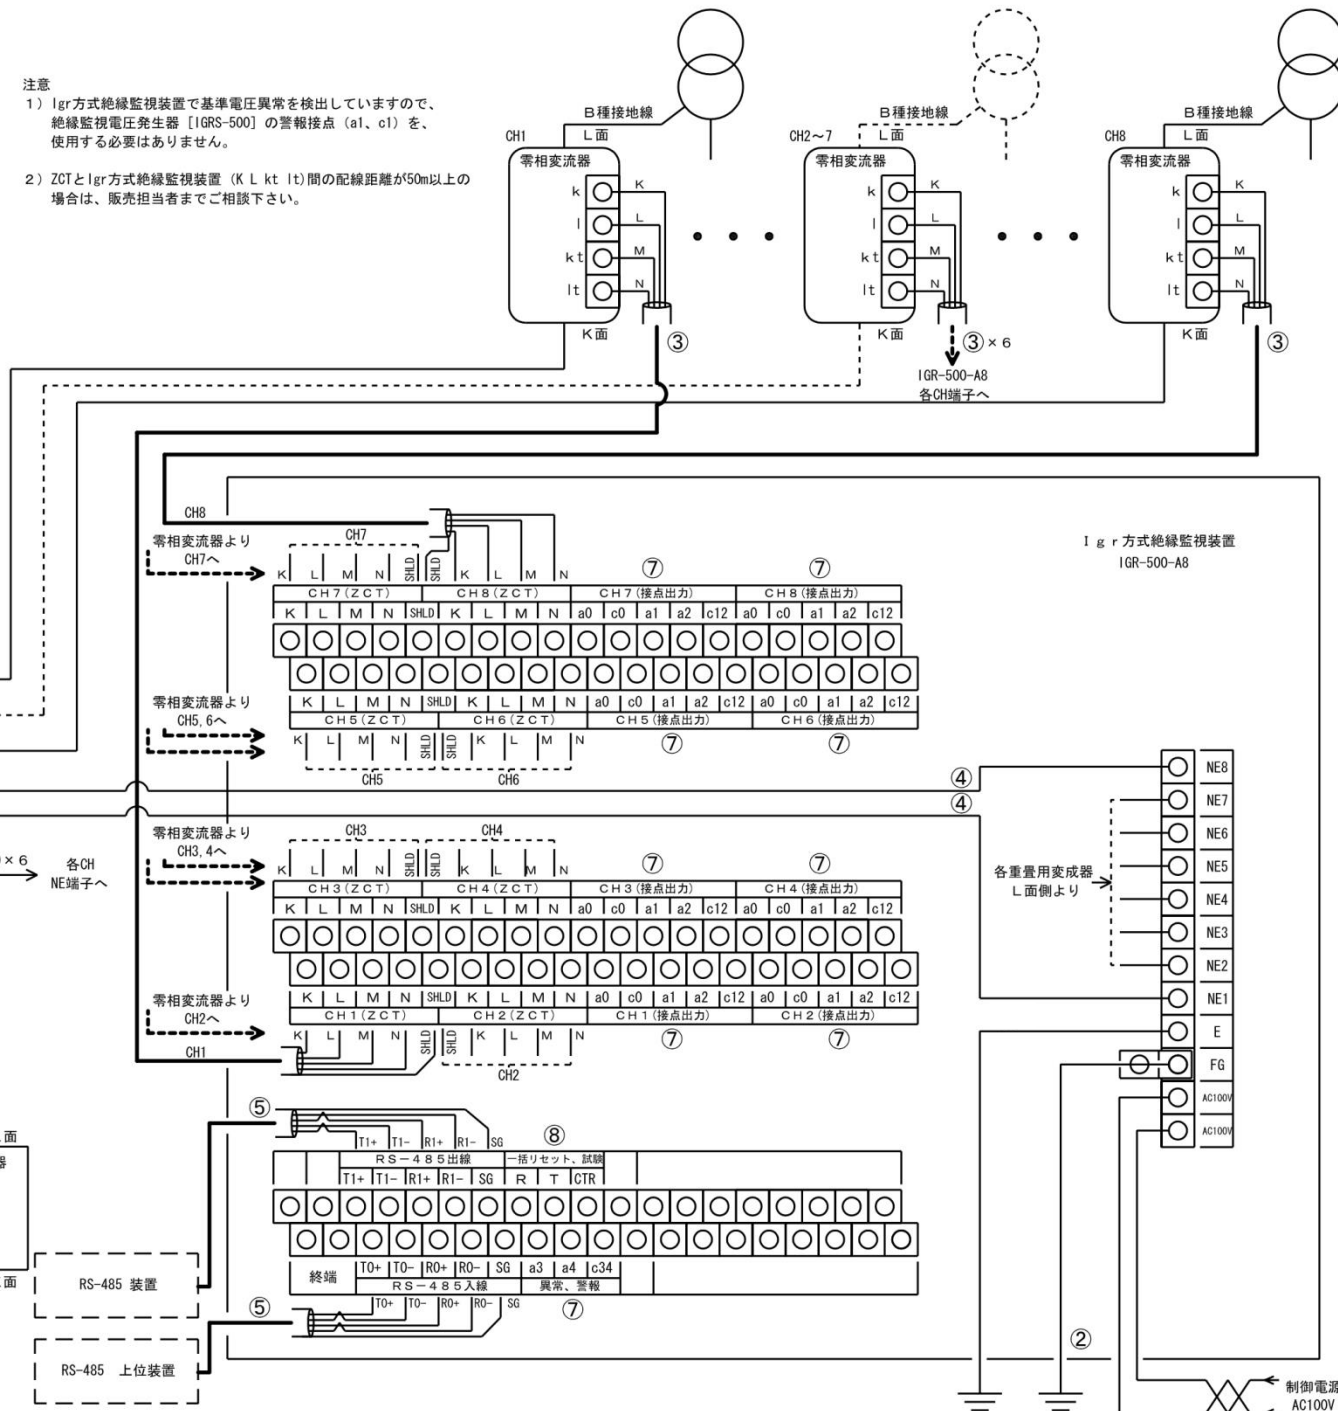 注意
1) Igr方式絶縁監視装置で基準電圧異常を検出していますので、
絶縁監視電圧発生器 [IGRS-500] の警報接点 (a1、c1) を、
使用する必要はありません。
2) ZCTとIgr方式絶縁監視装置 (K L kt lt)間の配線距離が50m以上の
場合は、販売担当者までご相談下さい。
B種接地線 B種接地線 B種接地線
CH1 L面 CH2～7 L面 CH8 L面
零相変流器 零相変流器 零相変流器
k K k K k K
l L l L l L
kt M kt M kt M
lt N lt N lt N
K面 ③ K面 ③×6 K面 ③
IGR-500-A8
各CH端子へ
CH8
零相変流器より CH7 Igr方式絶縁監視装置
CH7へ IGR-500-A8
K L M N SHLD SHLD K L M N ⑦ ⑦
CH7(ZCT) CH8(ZCT) CH7(接点出力) CH8(接点出力)
K L M N SHLD K L M N a0 c0 a1 a2 c12 a0 c0 a1 a2 c12
零相変流器より
CH5,6へ
K L M N SHLD K L M N a0 c0 a1 a2 c12 a0 c0 a1 a2 c12
CH5(ZCT) CH6(ZCT) CH5(接点出力) CH6(接点出力)
K L M N SHLD SHLD K L M N ⑦ ⑦
CH5 CH6
④
④
零相変流器より CH3 CH4
CH3,4へ
×6 各CH
NE端子へ
K L M N SHLD SHLD K L M N ⑦ ⑦
CH3(ZCT) CH4(ZCT) CH3(接点出力) CH4(接点出力)
K L M N SHLD K L M N a0 c0 a1 a2 c12 a0 c0 a1 a2 c12
零相変流器より
CH2へ
K L M N SHLD K L M N a0 c0 a1 a2 c12 a0 c0 a1 a2 c12
CH1(ZCT) CH2(ZCT) CH1(接点出力) CH2(接点出力)
K L M N SHLD SHLD K L M N ⑦ ⑦
CH1 CH2
NE8
NE7
NE6
各重畳用変成器 NE5
L面側より NE4
NE3
NE2
NE1
E
FG
AC100V
AC100V
⑤
T1+ T1- R1+ R1- SG ⑧
RS-485出線 一括リセット、試験
T1+ T1- R1+ R1- SG R T CTR
終端 T0+ T0- R0+ R0- SG a3 a4 c34
RS-485入線 異常、警報
⑤ T0+ T0- R0+ R0- SG ⑦
面
器
面
RS-485 装置
RS-485 上位装置
②
制御電源
AC100V